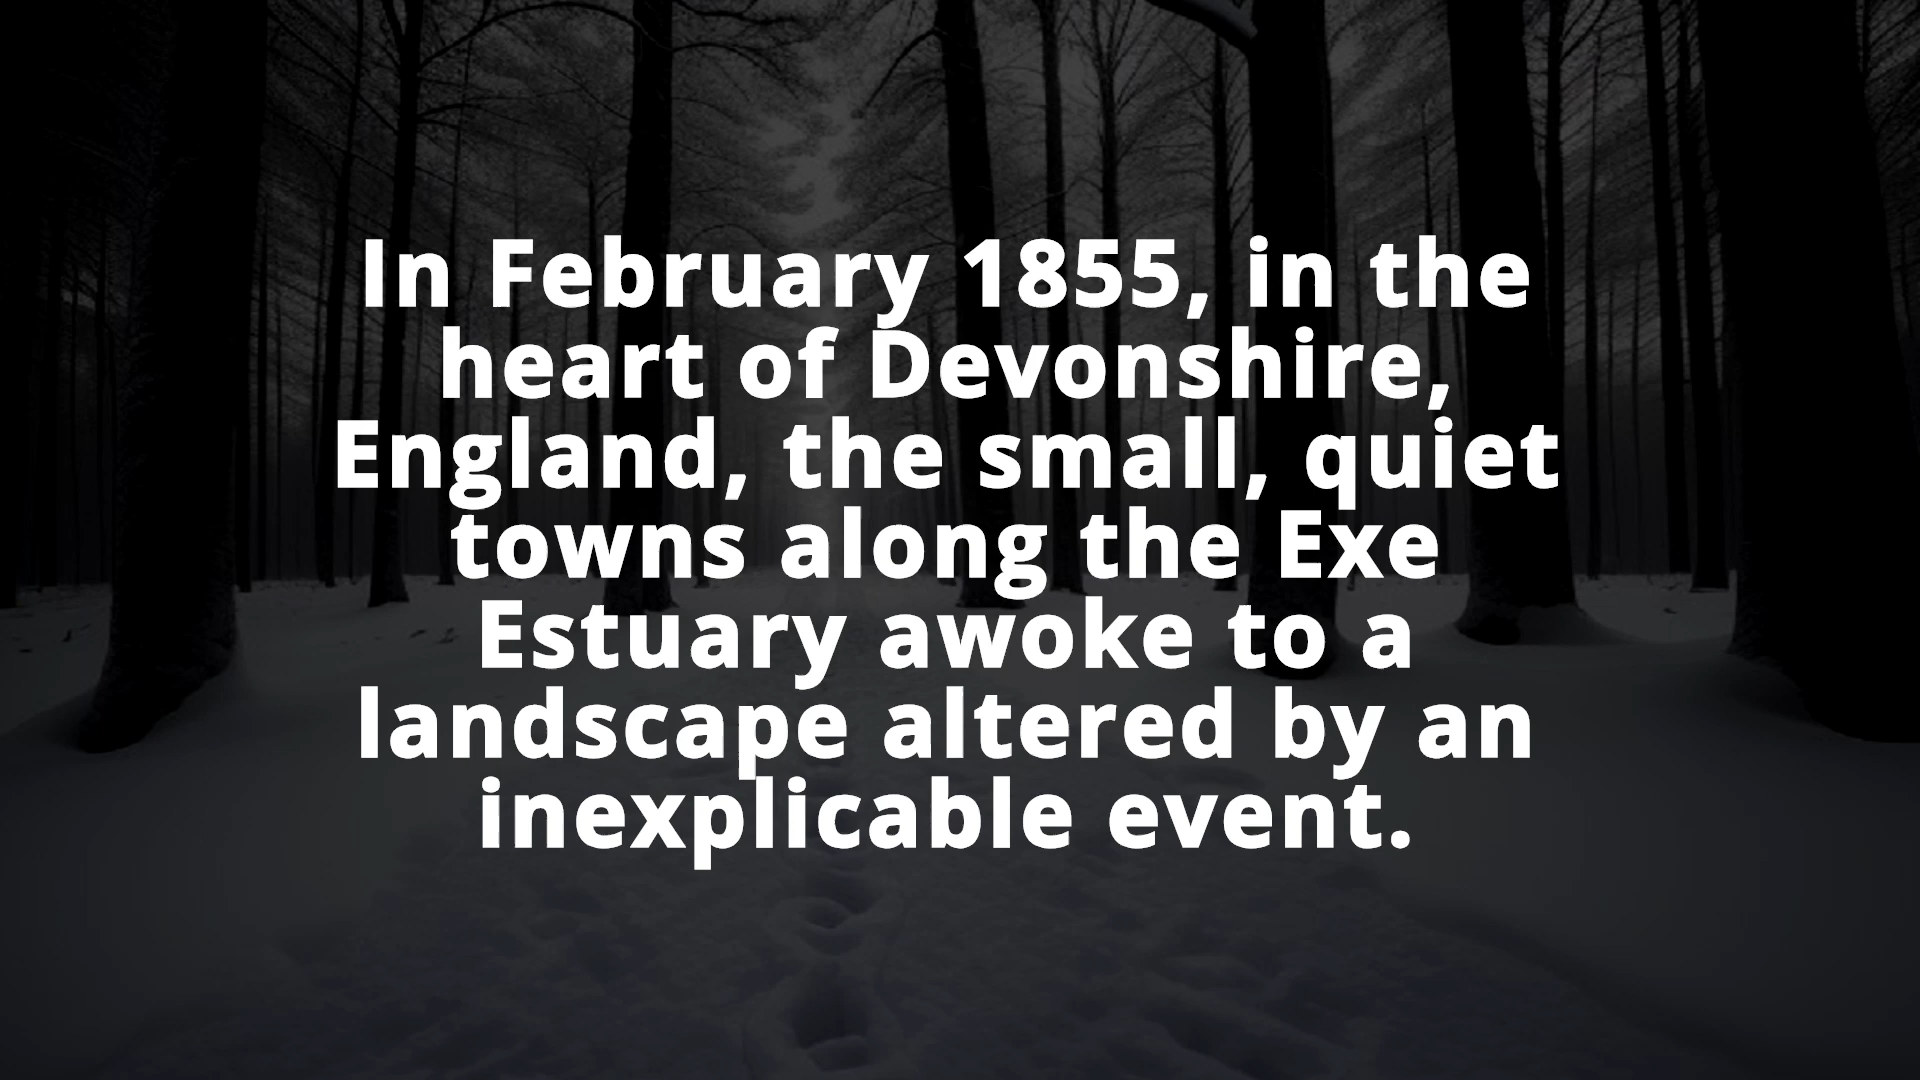 In February 1855, in the
heart of Devonshire,
England, the small, quiet
towns along the Exe
Estuary awoke to a
landscape altered by an
inexplicable event.